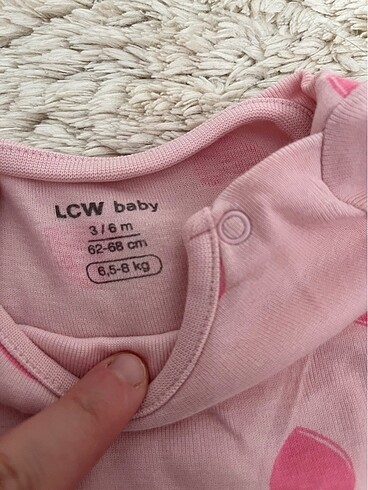 LCW baby
3 / 6 m
62-68 cm
6,5-8 kg